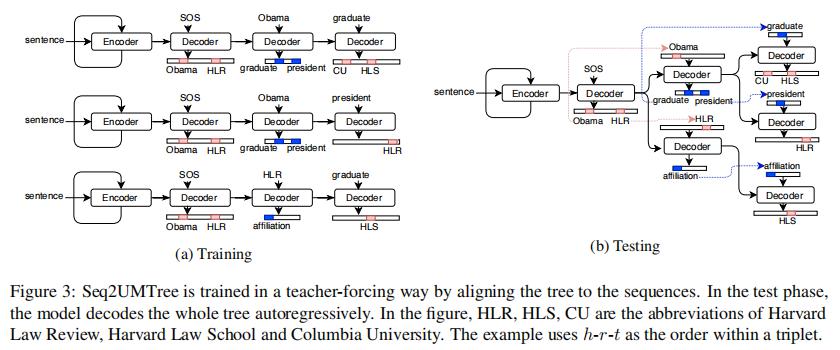 SOS Obama graduate
sentence Encoder Decoder Decoder Decoder
Obama HLR graduate president CU HLS
SOS Obama president
sentence Encoder Decoder Decoder Decoder
Obama HLR graduate president HLR
SOS HLR graduate
sentence Encoder Decoder Decoder Decoder
Obama HLR affiliation HLS
(a) Training
graduate
Obama
Decoder
SOS
Decoder
CU HLS
sentence Encoder Decoder
graduate president
president
Obama HLR
HLR
Decoder
HLR
Decoder
affiliation
affiliation
Decoder
HLS
(b) Testing
Figure 3: Seq2UMTree is trained in a teacher-forcing way by aligning the tree to the sequences. In the test phase,
the model decodes the whole tree autoregressively. In the figure, HLR, HLS, CU are the abbreviations of Harvard
Law Review, Harvard Law School and Columbia University. The example uses h-r-t as the order within a triplet.